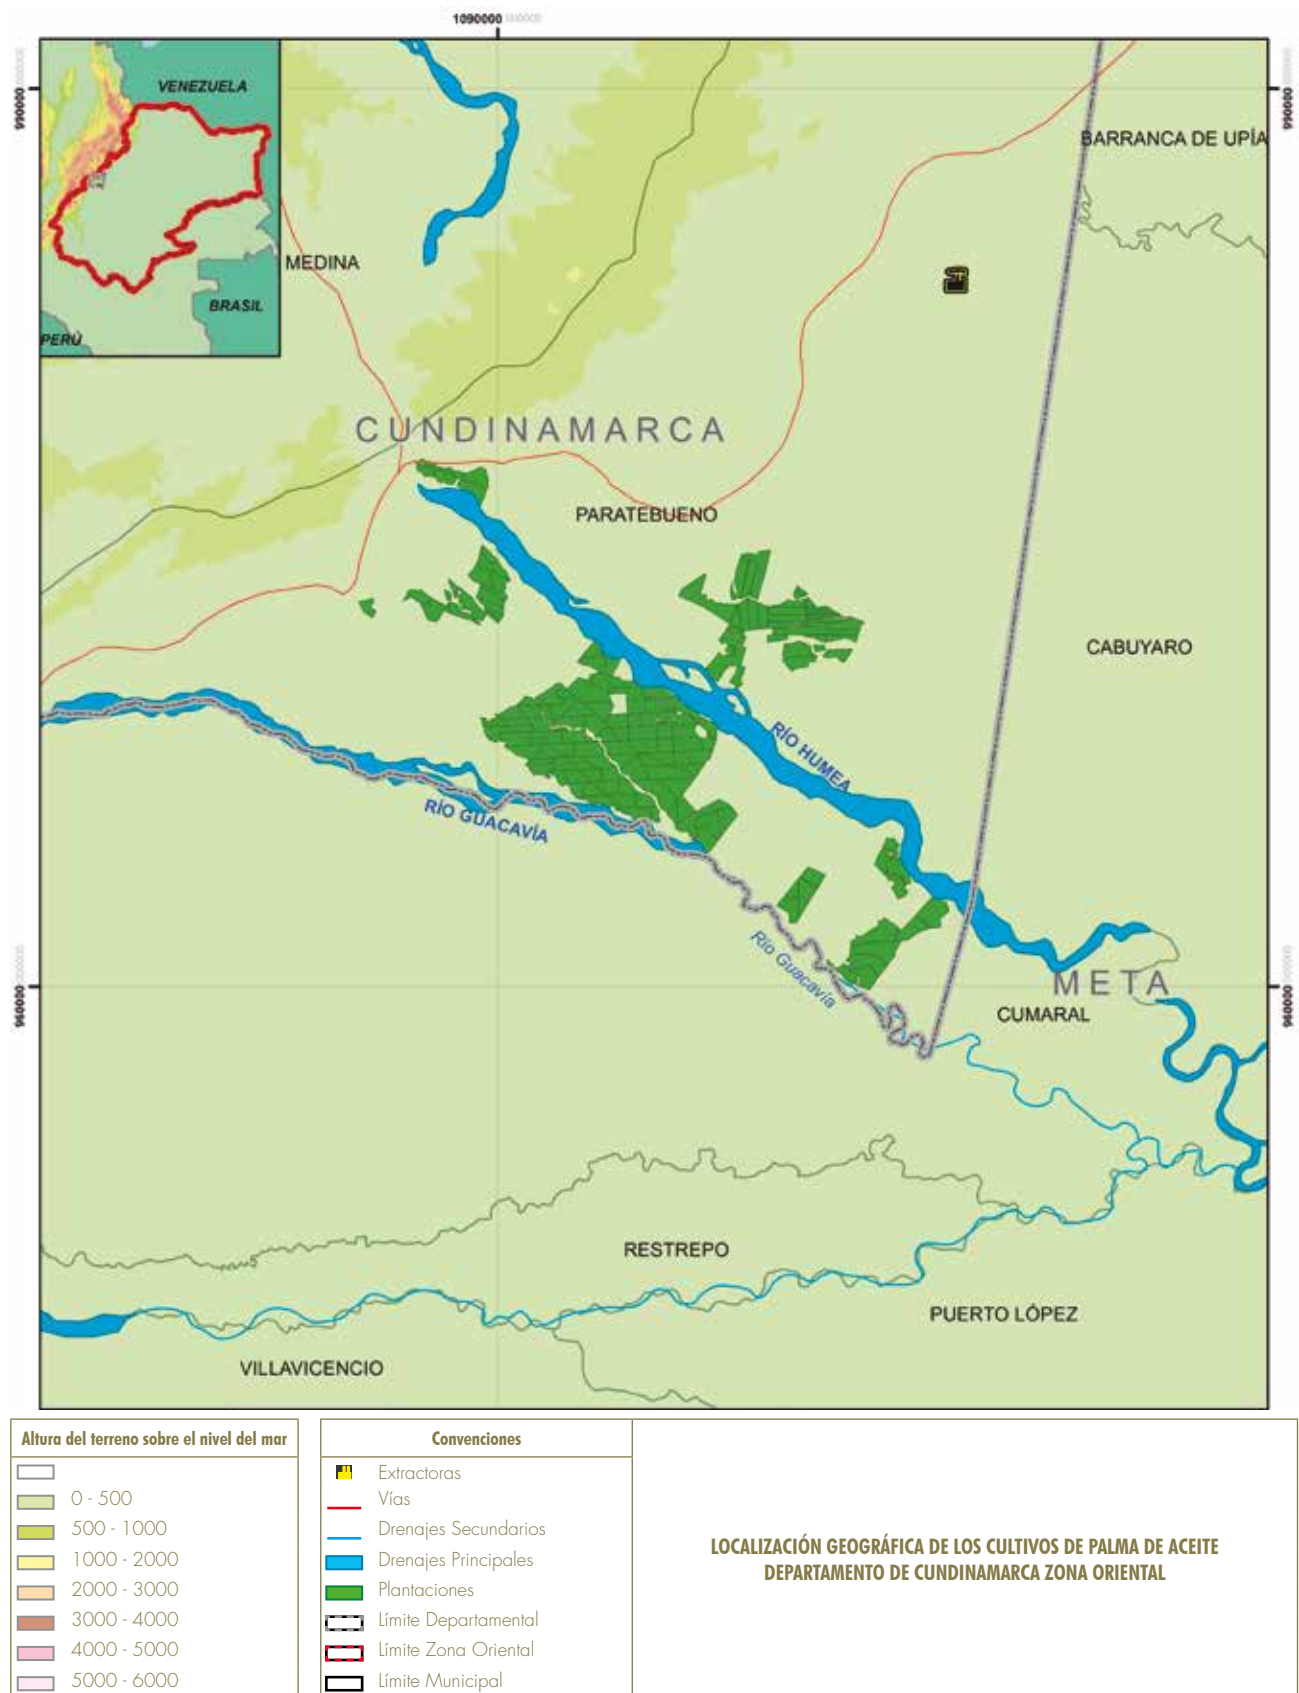 1090000
990000
990000
VENEZUELA
BRASIL
PERÚ
BARRANCA DE UPÍA
MEDINA
CUNDINAMARCA
PARATEBUENO
CABUYARO
RÍO HUMEA
RÍO GUACAVÍA
Río Guacavía
960000
960000
META
CUMARAL
RESTREPO
PUERTO LÓPEZ
VILLAVICENCIO
Altura del terreno sobre el nivel del mar
0 - 500
500 - 1000
1000 - 2000
2000 - 3000
3000 - 4000
4000 - 5000
5000 - 6000
Convenciones
Extractoras
Vías
Drenajes Secundarios
Drenajes Principales
Plantaciones
Límite Departamental
Límite Zona Oriental
Límite Municipal
LOCALIZACIÓN GEOGRÁFICA DE LOS CULTIVOS DE PALMA DE ACEITE
DEPARTAMENTO DE CUNDINAMARCA ZONA ORIENTAL